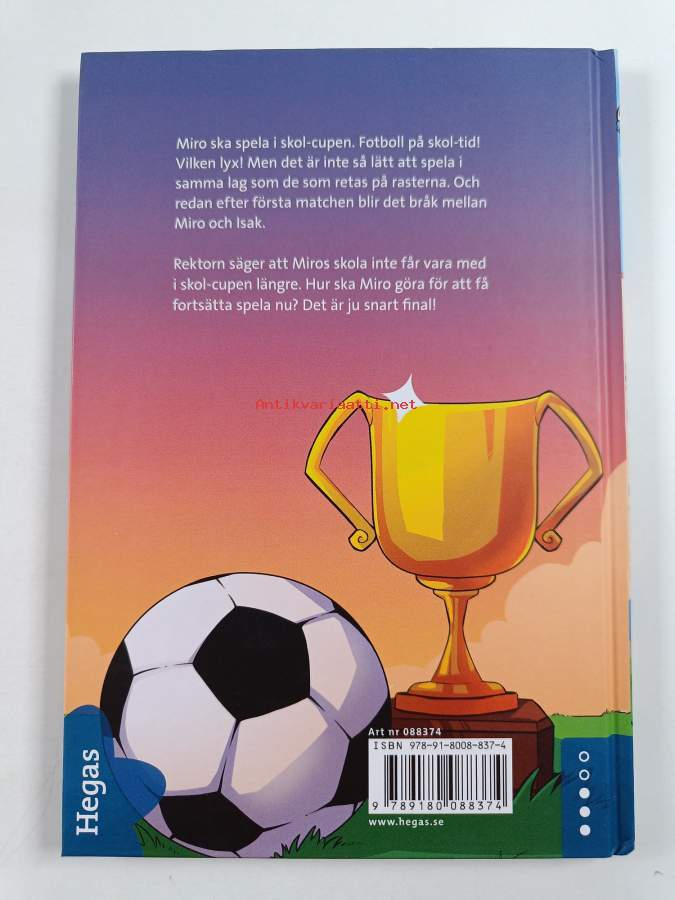 Miro ska spela i skol-cupen. Fotboll på skol-tid!
Vilken lyx! Men det är inte så lätt att spela i
samma lag som de som retas på rasterna. Och
redan efter första matchen blir det bråk mellan
Miro och Isak.
Rektorn säger att Miros skola inte får vara med
i skol-cupen längre. Hur ska Miro göra för att få
fortsätta spela nu? Det är ju snart final!
Antikvariaatti.net
Art nr 088374
ISBN 978-91-8008-837-4
9 789180 088374
www.hegas.se
Hegas